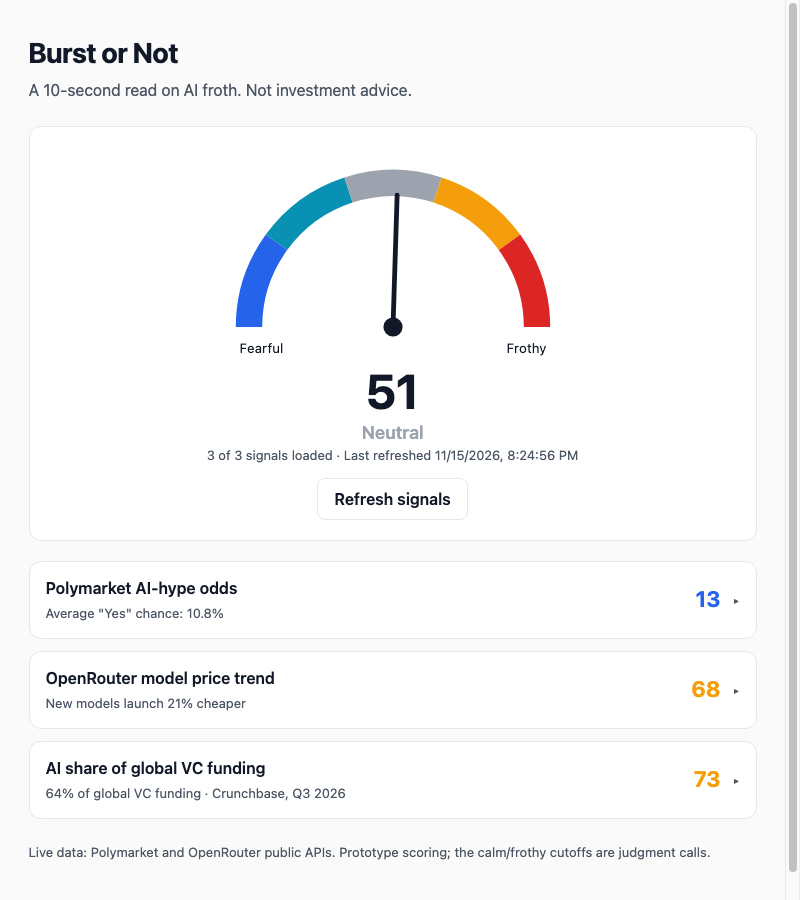 Burst or Not
A 10-second read on AI froth. Not investment advice.
Fearful
Frothy
51
Neutral
3 of 3 signals loaded · Last refreshed 11/15/2026, 8:24:56 PM
Refresh signals
Polymarket AI-hype odds
Average "Yes" chance: 10.8%
13
OpenRouter model price trend
New models launch 21% cheaper
68
AI share of global VC funding
64% of global VC funding · Crunchbase, Q3 2026
73
Live data: Polymarket and OpenRouter public APIs. Prototype scoring; the calm/frothy cutoffs are judgment calls.